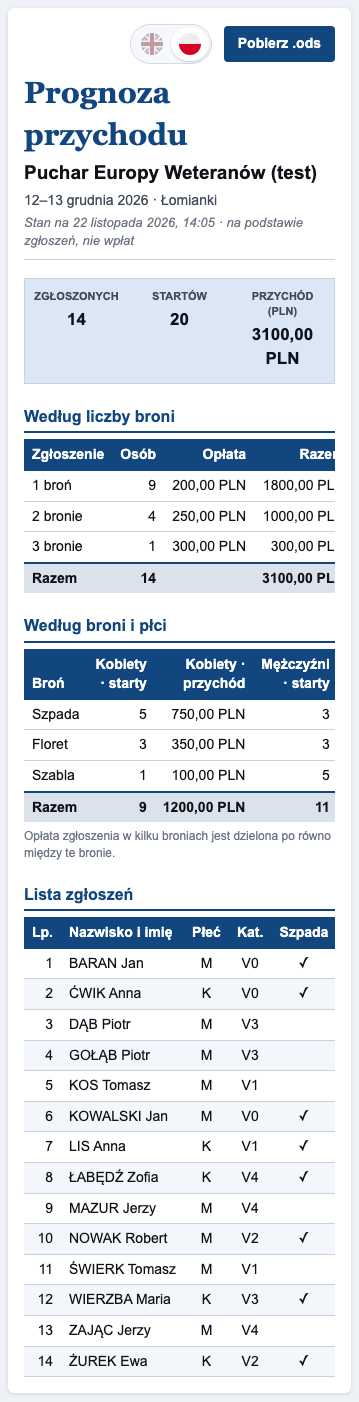 Pobierz .ods
Prognoza
przychodu
Puchar Europy Weteranów (test)
12–13 grudnia 2026 · Łomianki
Stan na 22 listopada 2026, 14:05 · na podstawie
zgłoszeń, nie wpłat
ZGŁOSZONYCH STARTÓW PRZYCHÓD
(PLN)
14 20 3100,00
PLN
Według liczby broni
Zgłoszenie Osób Opłata Razem
1 broń 9 200,00 PLN 1800,00 PL
2 bronie 4 250,00 PLN 1000,00 PL
3 bronie 1 300,00 PLN 300,00 PL
Razem 14 3100,00 PL
Według broni i płci
Broń Kobiety · starty Kobiety · przychód Mężczyźni · starty
Szpada 5 750,00 PLN 3
Floret 3 350,00 PLN 3
Szabla 1 100,00 PLN 5
Razem 9 1200,00 PLN 11
Opłata zgłoszenia w kilku broniach jest dzielona po równo
między te bronie.
Lista zgłoszeń
Lp. Nazwisko i imię Płeć Kat. Szpada
1 BARAN Jan M V0 ✓
2 ĆWIK Anna K V0 ✓
3 DĄB Piotr M V3
4 GOŁĄB Piotr M V3
5 KOS Tomasz M V1
6 KOWALSKI Jan M V0 ✓
7 LIS Anna K V1 ✓
8 ŁABĘDŹ Zofia K V4 ✓
9 MAZUR Jerzy M V4
10 NOWAK Robert M V2 ✓
11 ŚWIERK Tomasz M V1
12 WIERZBA Maria K V3 ✓
13 ZAJĄC Jerzy M V4
14 ŻUREK Ewa K V2 ✓